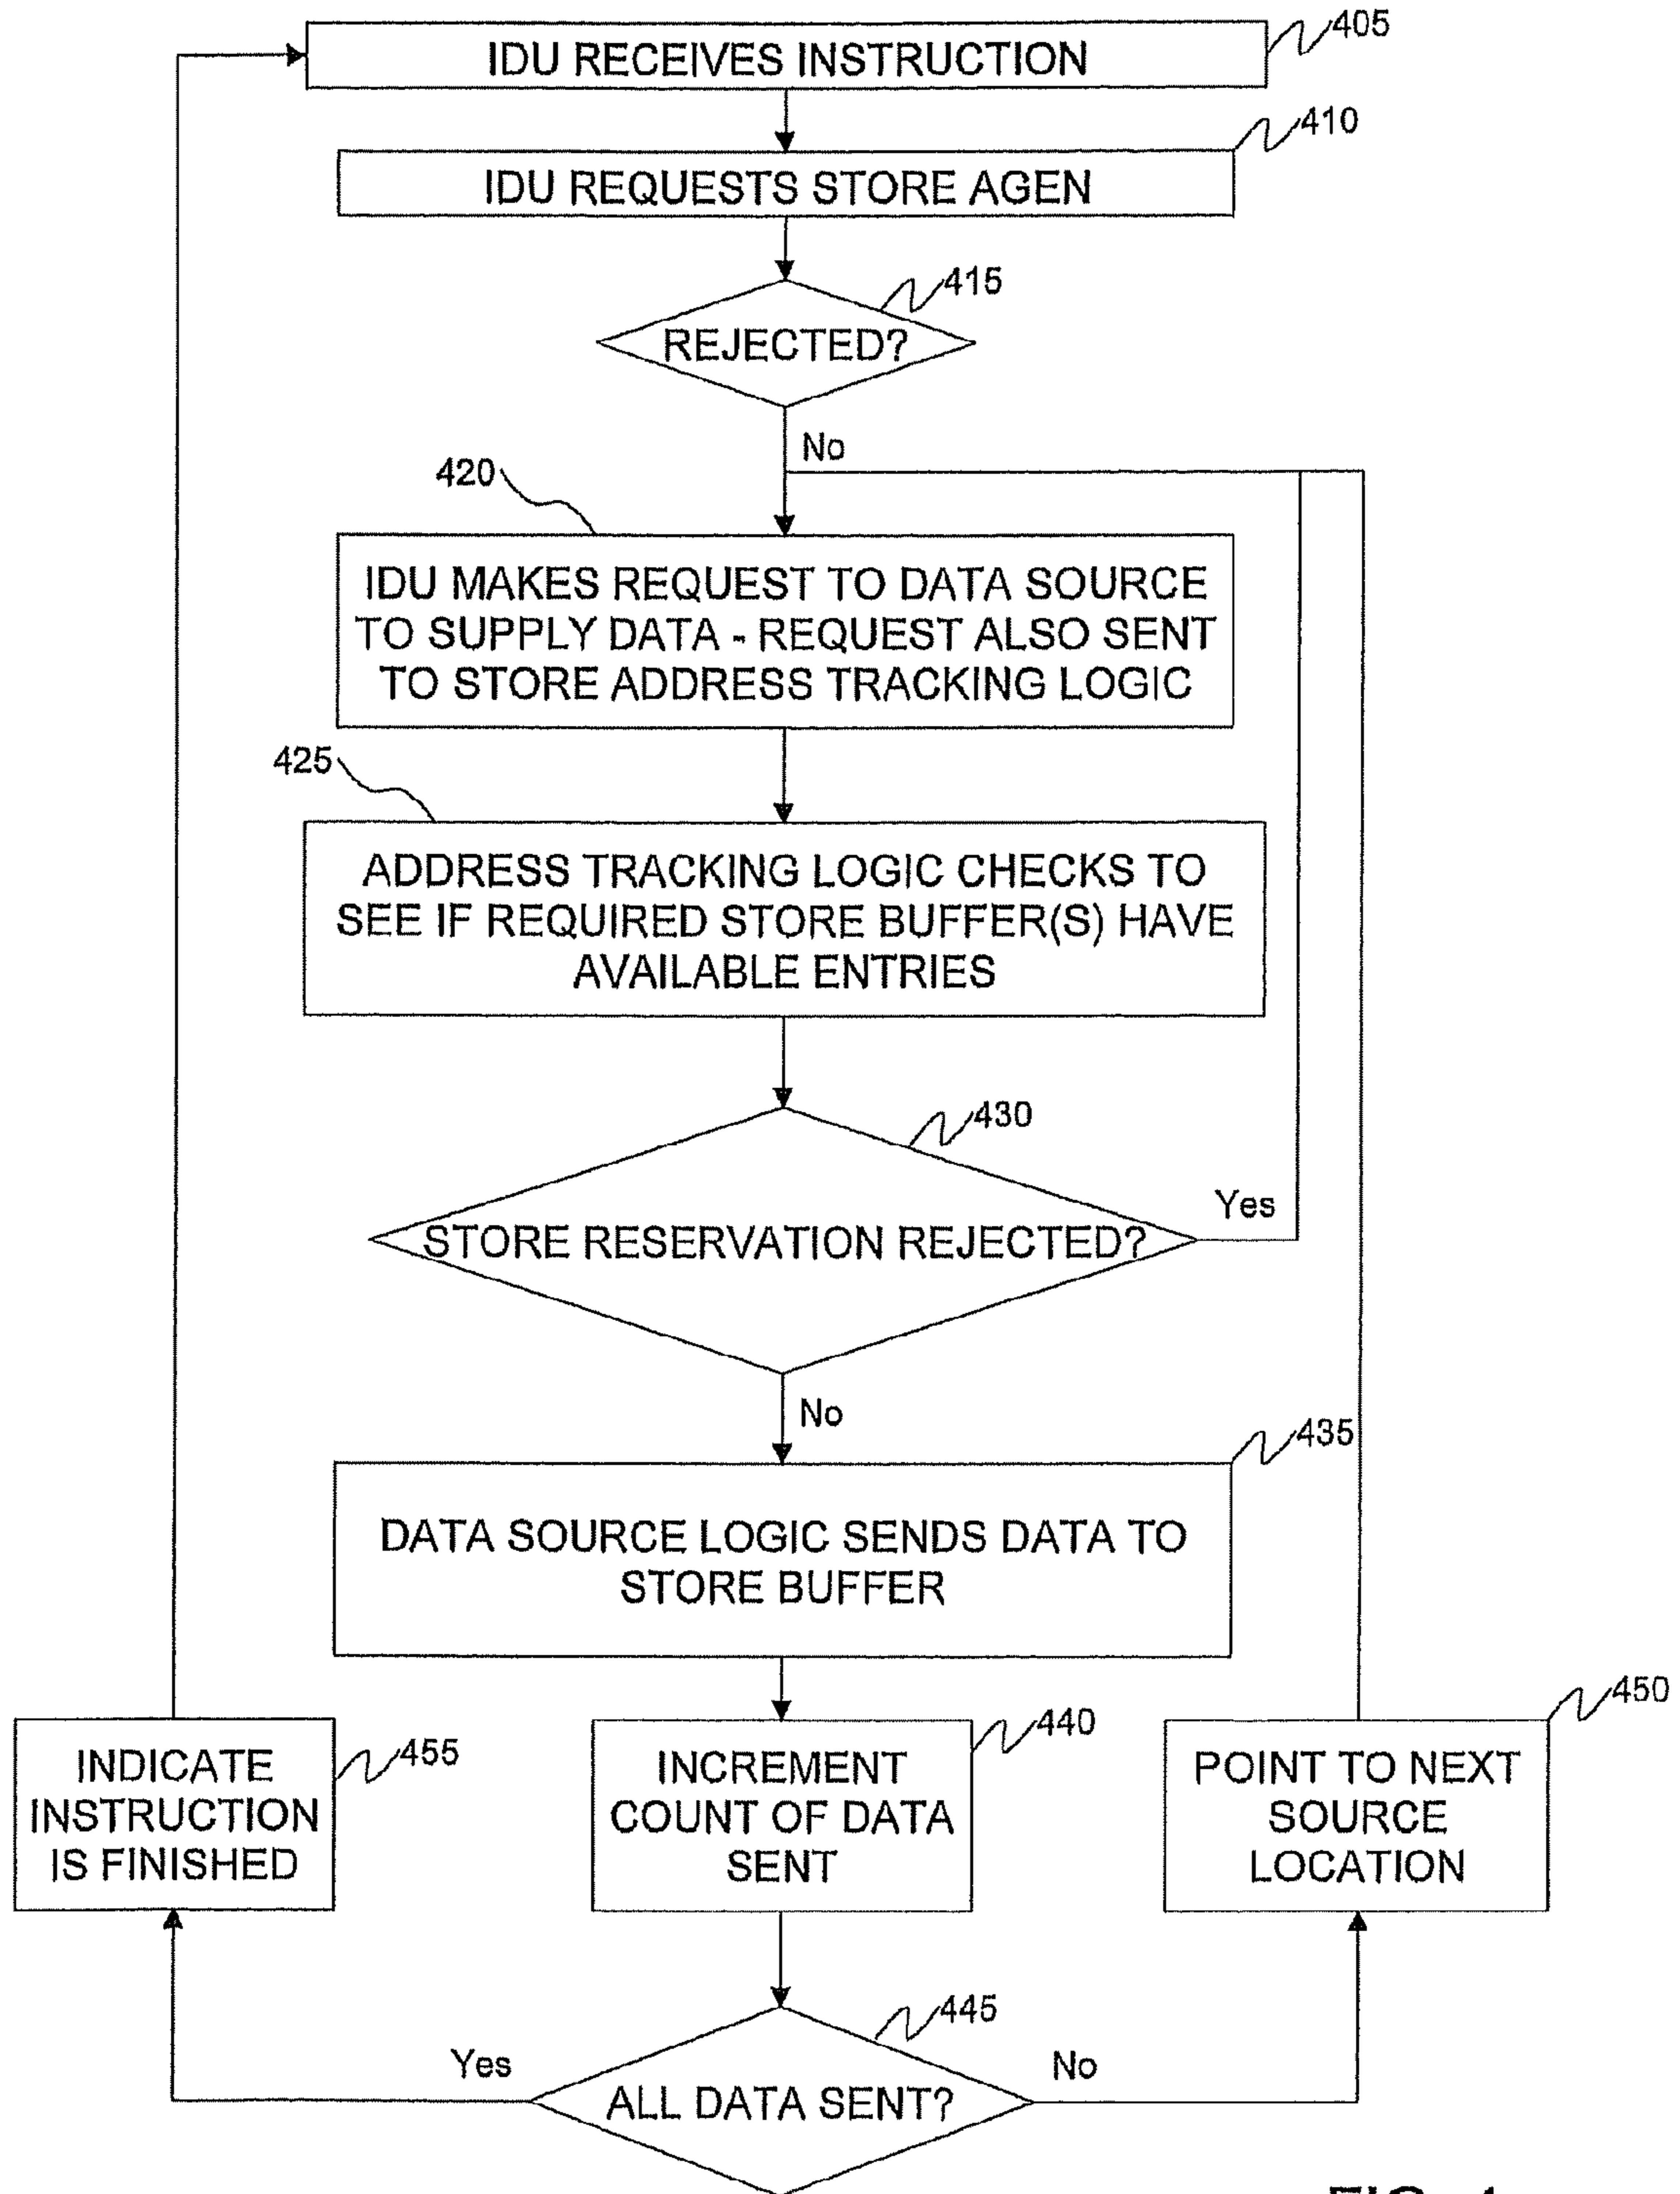 IDU RECEIVES INSTRUCTION
405
IDU REQUESTS STORE AGEN
410
REJECTED?
415
No
420
IDU MAKES REQUEST TO DATA SOURCE
TO SUPPLY DATA - REQUEST ALSO SENT
TO STORE ADDRESS TRACKING LOGIC
425
ADDRESS TRACKING LOGIC CHECKS TO
SEE IF REQUIRED STORE BUFFER(S) HAVE
AVAILABLE ENTRIES
430
STORE RESERVATION REJECTED?
Yes
No
435
DATA SOURCE LOGIC SENDS DATA TO
STORE BUFFER
INDICATE
INSTRUCTION
IS FINISHED
455
INCREMENT
COUNT OF DATA
SENT
440
POINT TO NEXT
SOURCE
LOCATION
450
445
Yes
ALL DATA SENT?
No